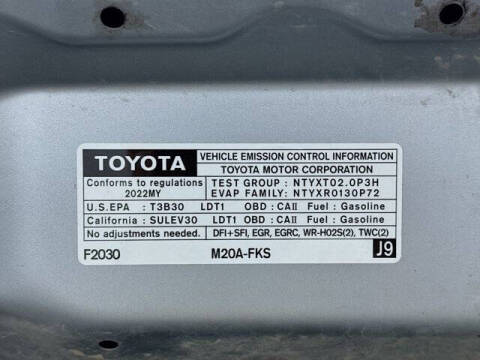 TOYOTA VEHICLE EMISSION CONTROL INFORMATION
TOYOTA MOTOR CORPORATION
Conforms to regulations TEST GROUP : NTYXT02.0P3H
2022MY EVAP FAMILY: NTYXR0130P72
U.S.EPA : T3B30 LDT1 OBD : CAII Fuel : Gasoline
California : SULEV30 LDT1 OBD : CAII Fuel : Gasoline
No adjustments needed. DFI+SFI, EGR, EGRC, WR-HO2S(2), TWC(2)
F2030 M20A-FKS J9